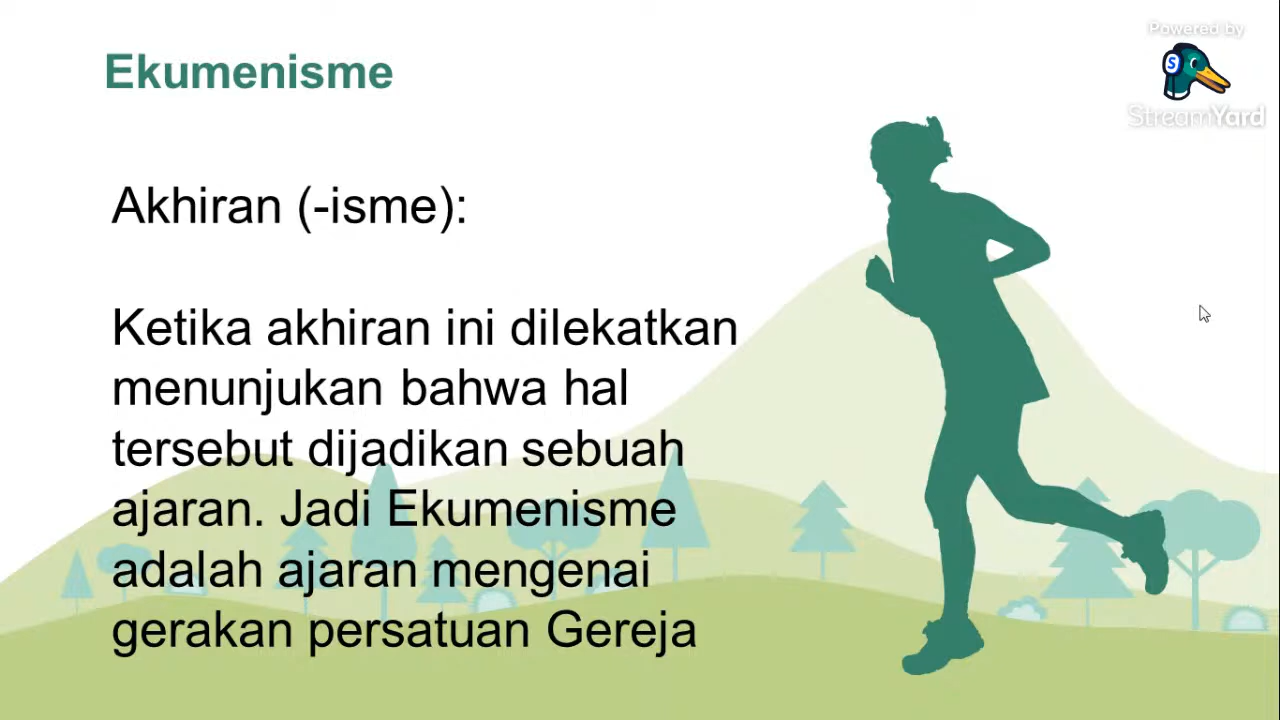 Powered by
StreamYard
Ekumenisme
Akhiran (-isme):
Ketika akhiran ini dilekatkan
menunjukan bahwa hal
tersebut dijadikan sebuah
ajaran. Jadi Ekumenisme
adalah ajaran mengenai
gerakan persatuan Gereja